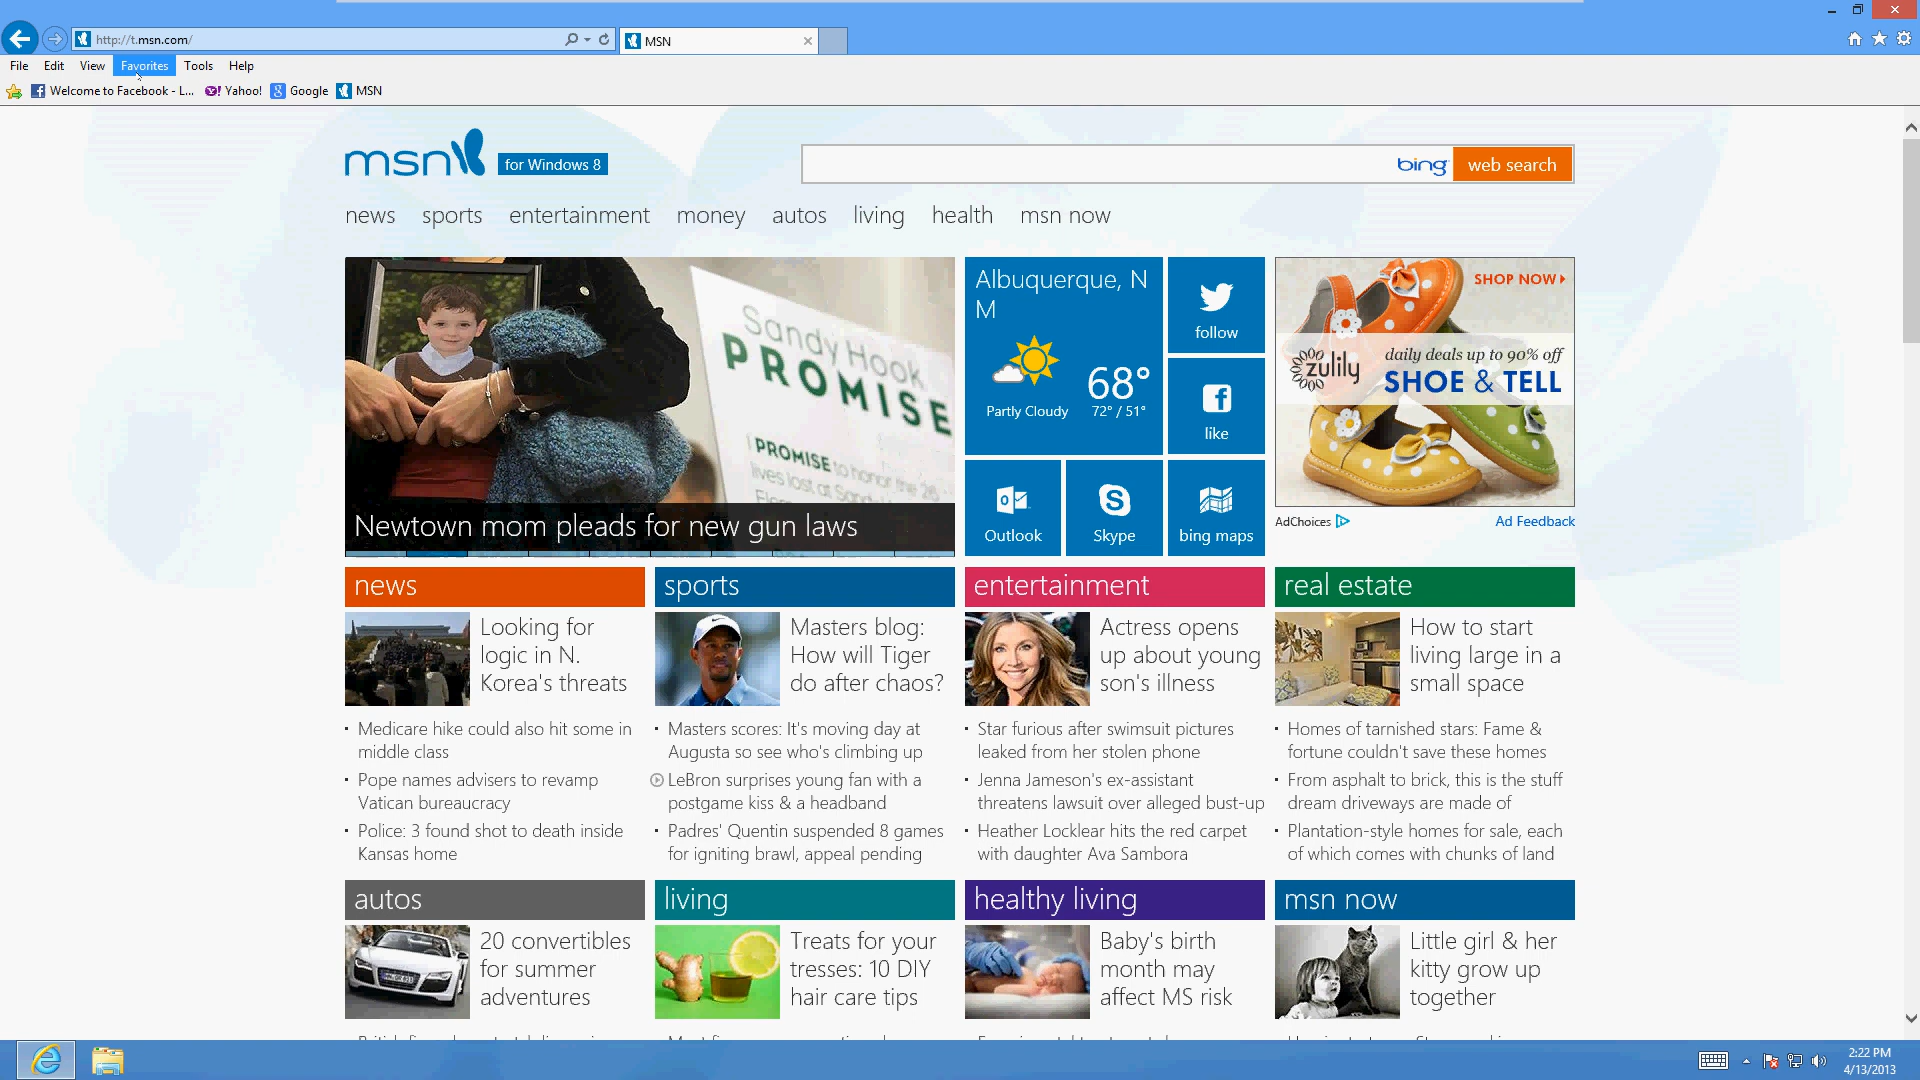 http://t.msn.com/
MSN
File Edit View Favorites Tools Help
Welcome to Facebook - L... Yahoo! Google MSN
msn for Windows 8
bing web search
news sports entertainment money autos living health msn now
Sandy Hook
PROMISE
PROMISE to honor the 26
lives lost at Sandy
Newtown mom pleads for new gun laws
Albuquerque, N
M
68°
Partly Cloudy 72° / 51°
follow
like
Outlook Skype bing maps
SHOP NOW
zulily
daily deals up to 90% off
SHOE & TELL
AdChoices Ad Feedback
news
Looking for
logic in N.
Korea's threats
Medicare hike could also hit some in
middle class
Pope names advisers to revamp
Vatican bureaucracy
Police: 3 found shot to death inside
Kansas home
sports
Masters blog:
How will Tiger
do after chaos?
Masters scores: It's moving day at
Augusta so see who's climbing up
LeBron surprises young fan with a
postgame kiss & a headband
Padres' Quentin suspended 8 games
for igniting brawl, appeal pending
entertainment
Actress opens
up about young
son's illness
Star furious after swimsuit pictures
leaked from her stolen phone
Jenna Jameson's ex-assistant
threatens lawsuit over alleged bust-up
Heather Locklear hits the red carpet
with daughter Ava Sambora
real estate
How to start
living large in a
small space
Homes of tarnished stars: Fame &
fortune couldn't save these homes
From asphalt to brick, this is the stuff
dream driveways are made of
Plantation-style homes for sale, each
of which comes with chunks of land
autos
20 convertibles
for summer
adventures
living
Treats for your
tresses: 10 DIY
hair care tips
healthy living
Baby's birth
month may
affect MS risk
msn now
Little girl & her
kitty grow up
together
2:22 PM
4/13/2013